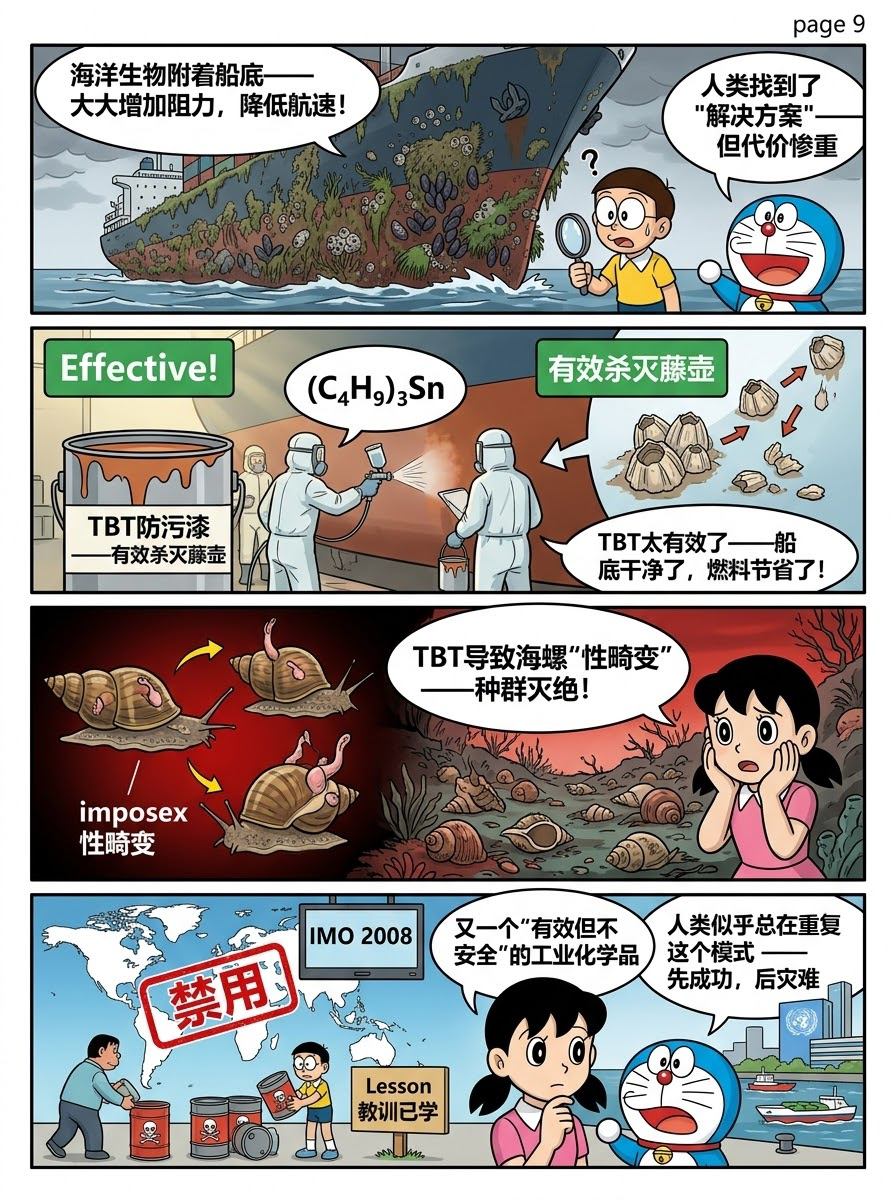 page 9
海洋生物附着船底——
大大增加阻力，降低航速！
人类找到了
"解决方案"——
但代价惨重
?
Effective!
(C₄H₉)₃Sn
有效杀灭藤壶
TBT防污漆
——有效杀灭藤壶
TBT太有效了——船
底干净了，燃料节省了！
TBT导致海螺“性畸变”
——种群灭绝！
imposex
性畸变
IMO 2008
禁用
又一个“有效但不
安全”的工业化学品
人类似乎总在重复
这个模式 ——
先成功，后灾难
Lesson
教训已学